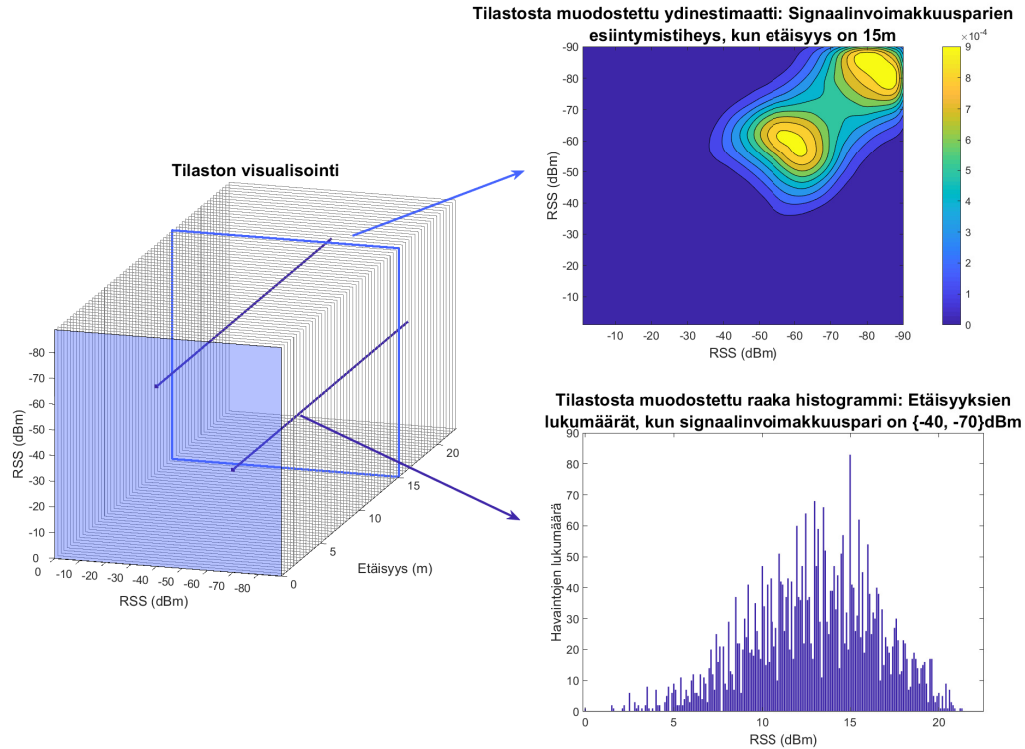 Tilastosta muodostettu ydinestimaatti: Signaalinvoimakkuusparien
esiintymistiheys, kun etäisyys on 15m
×10⁻⁴
-90
-80
-70
-60
-50
-40
-30
-20
-10
RSS (dBm)
-10 -20 -30 -40 -50 -60 -70 -80 -90
RSS (dBm)
9
8
7
6
5
4
3
2
1
0
Tilaston visualisointi
-80
-70
-60
-50
-40
-30
-20
-10
0
RSS (dBm)
0 -10 -20 -30 -40 -50 -60 -70 -80
RSS (dBm)
0
5
10
15
20
Etäisyys (m)
Tilastosta muodostettu raaka histogrammi: Etäisyyksien
lukumäärät, kun signaalinvoimakkuuspari on {-40, -70}dBm
90
80
70
60
50
40
30
20
10
0
Havaintojen lukumäärä
0 5 10 15 20
RSS (dBm)